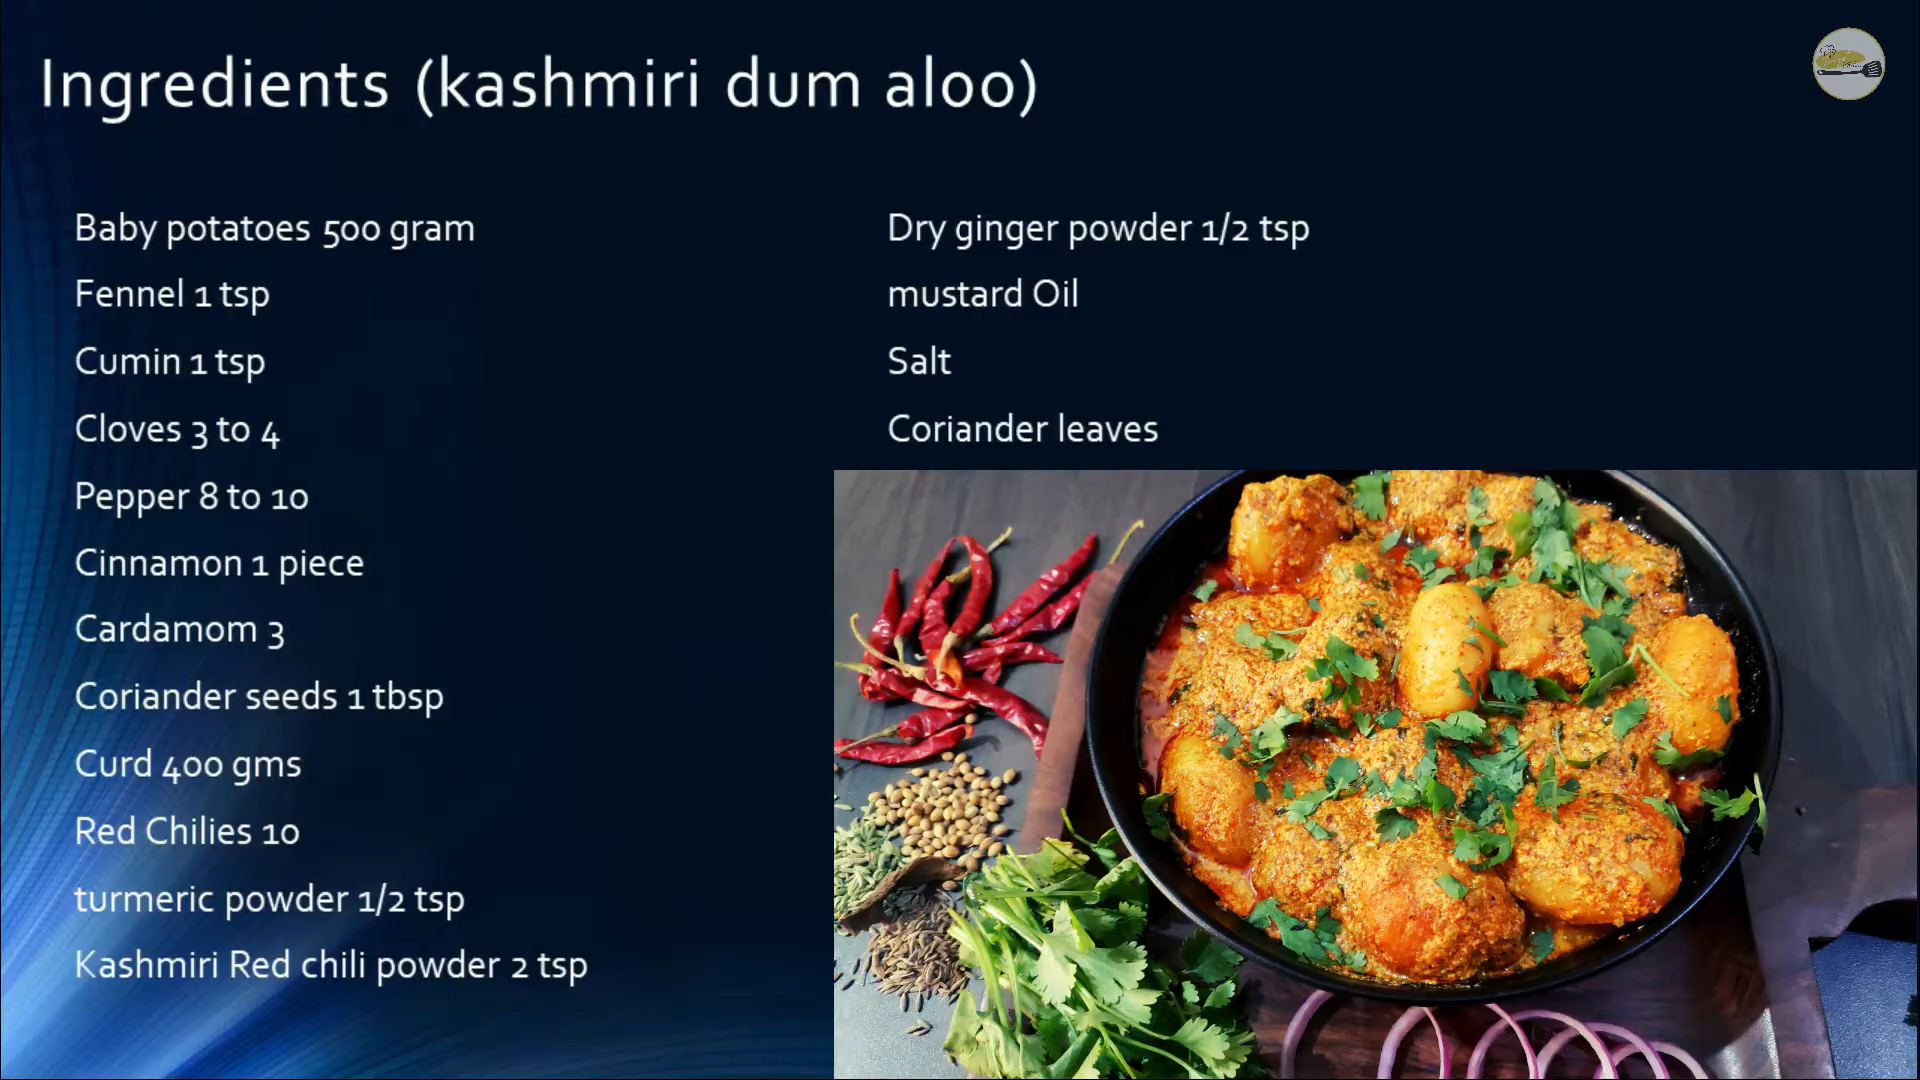 Ingredients (kashmiri dum aloo)
Baby potatoes 500 gram
Fennel 1 tsp
Cumin 1 tsp
Cloves 3 to 4
Pepper 8 to 10
Cinnamon 1 piece
Cardamom 3
Coriander seeds 1 tbsp
Curd 400 gms
Red Chilies 10
turmeric powder 1/2 tsp
Kashmiri Red chili powder 2 tsp
Dry ginger powder 1/2 tsp
mustard Oil
Salt
Coriander leaves